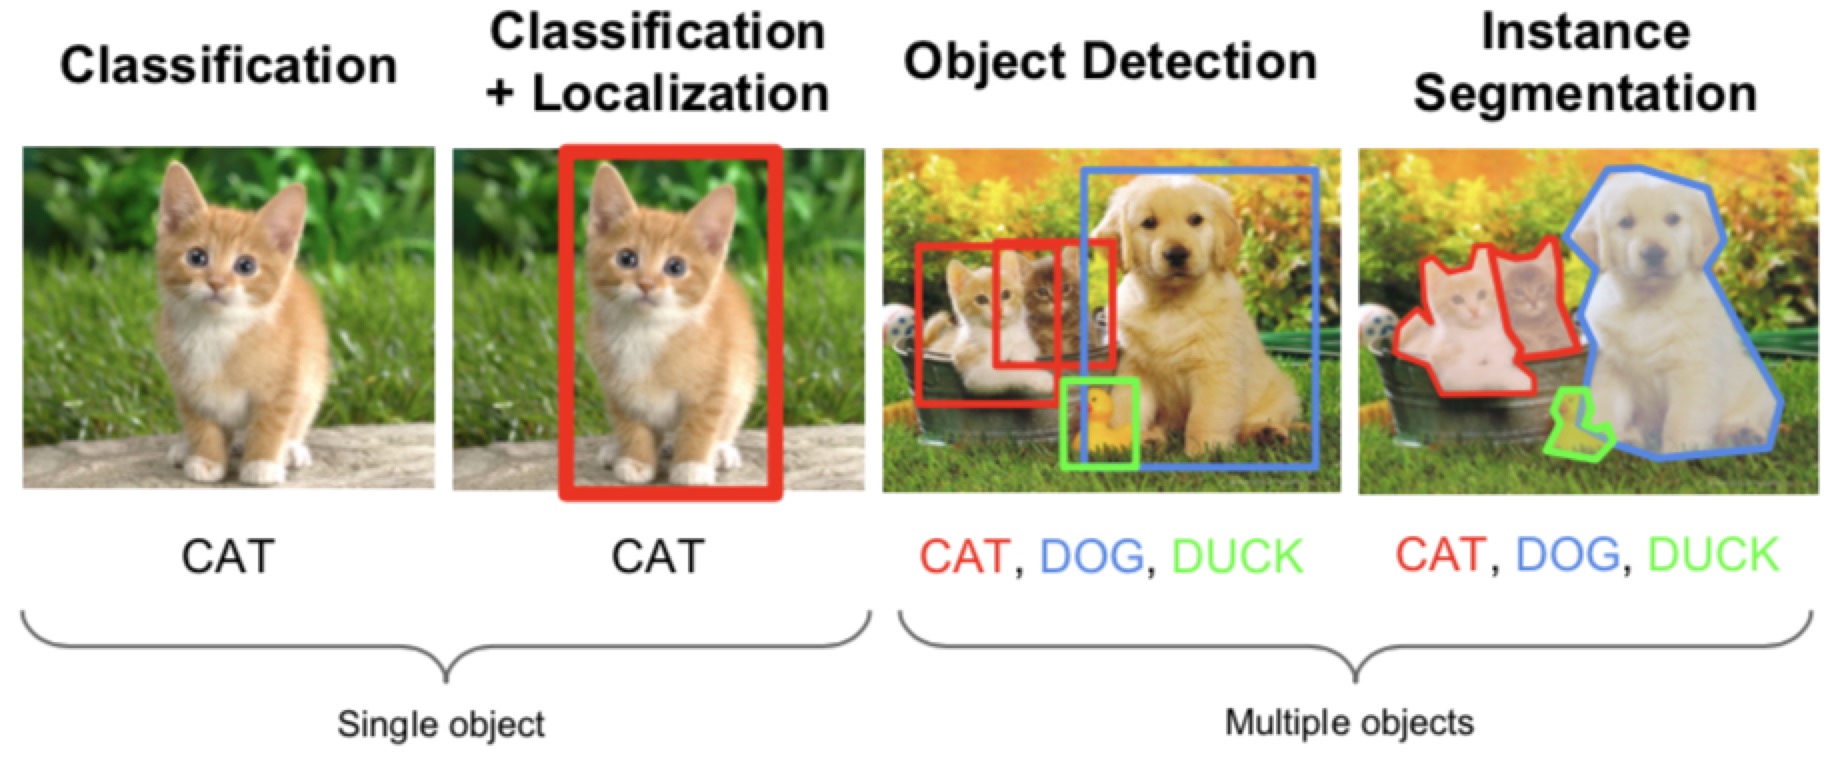 Classification
Classification
+ Localization
Object Detection
Instance
Segmentation
CAT
CAT
CAT, DOG, DUCK
CAT, DOG, DUCK
Single object
Multiple objects